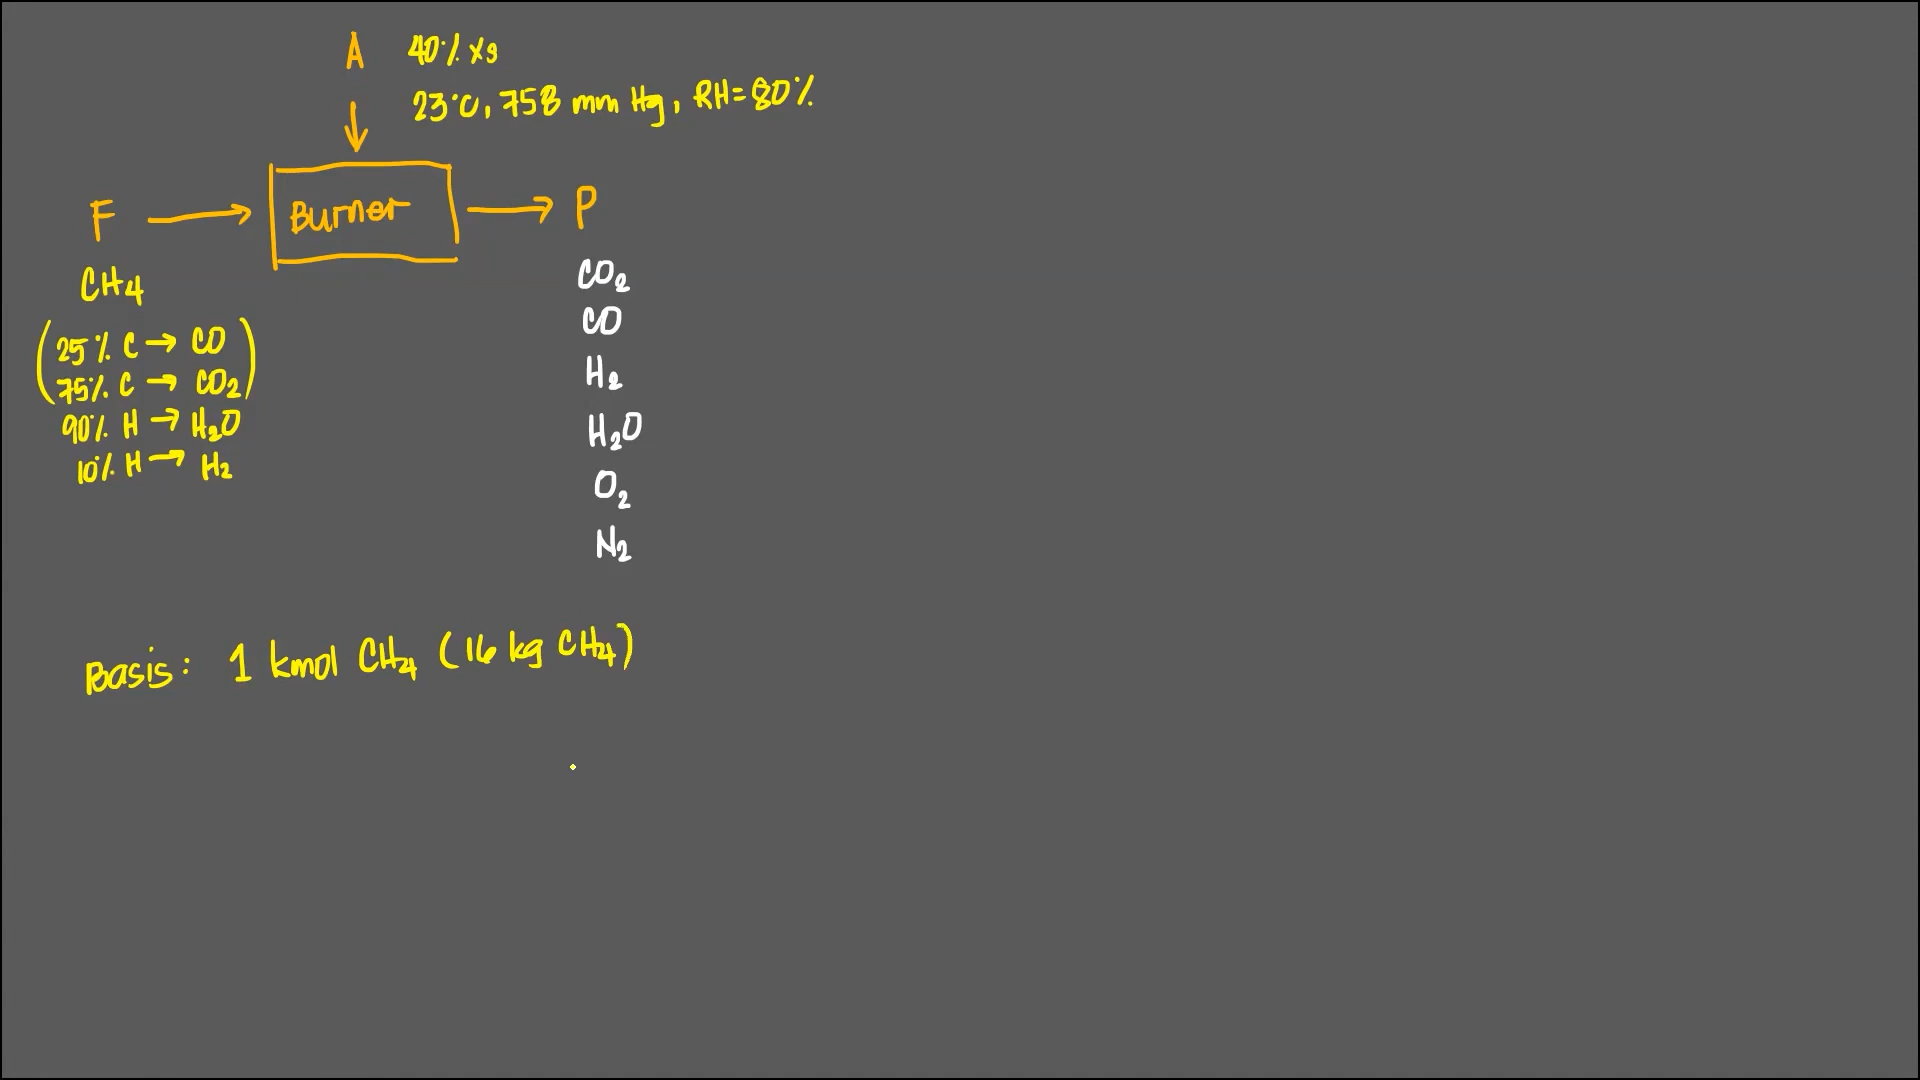 A 40% xs
23°C, 758 mm Hg, RH=80%
F → Burner → P
CH4
(25% C → CO
75% C → CO2)
90% H → H2O
10% H → H2
CO2
CO
H2
H2O
O2
N2
Basis: 1 kmol CH4 (16 kg CH4)